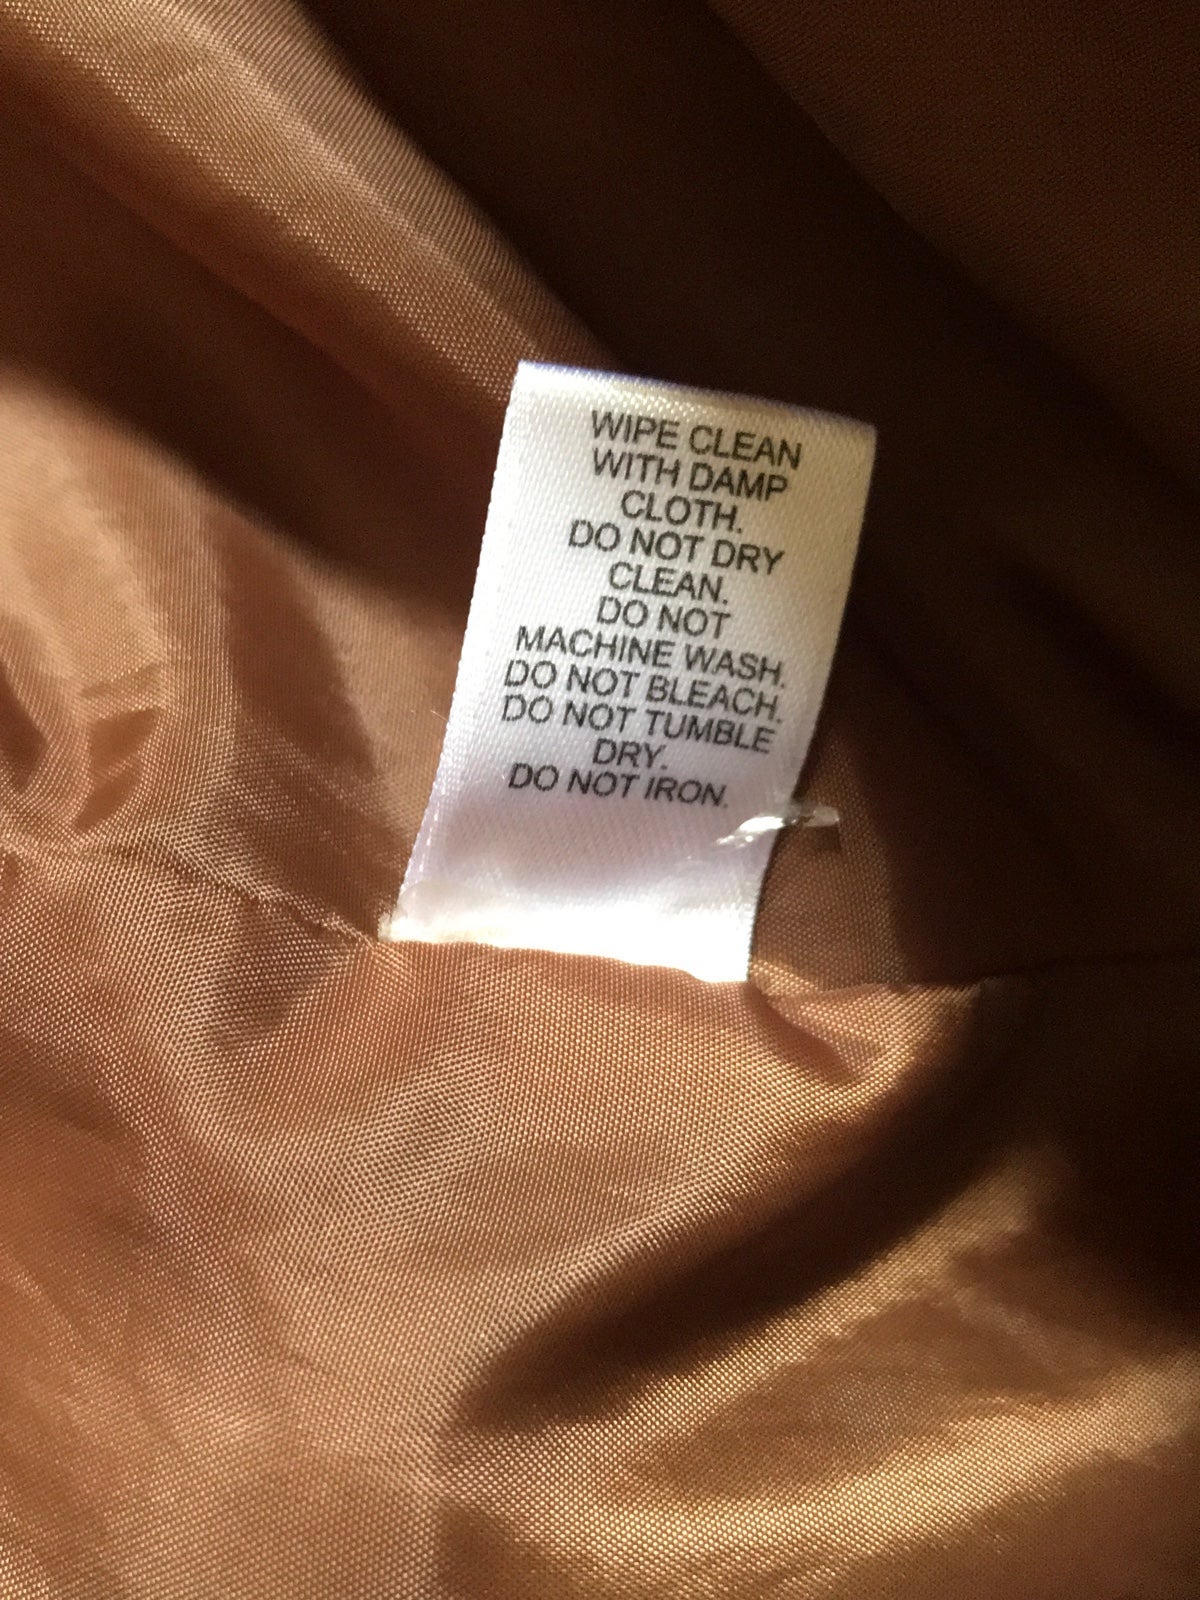 WIPE CLEAN
WITH DAMP
CLOTH.
DO NOT DRY
CLEAN.
DO NOT
MACHINE WASH.
DO NOT BLEACH.
DO NOT TUMBLE
DRY.
DO NOT IRON.